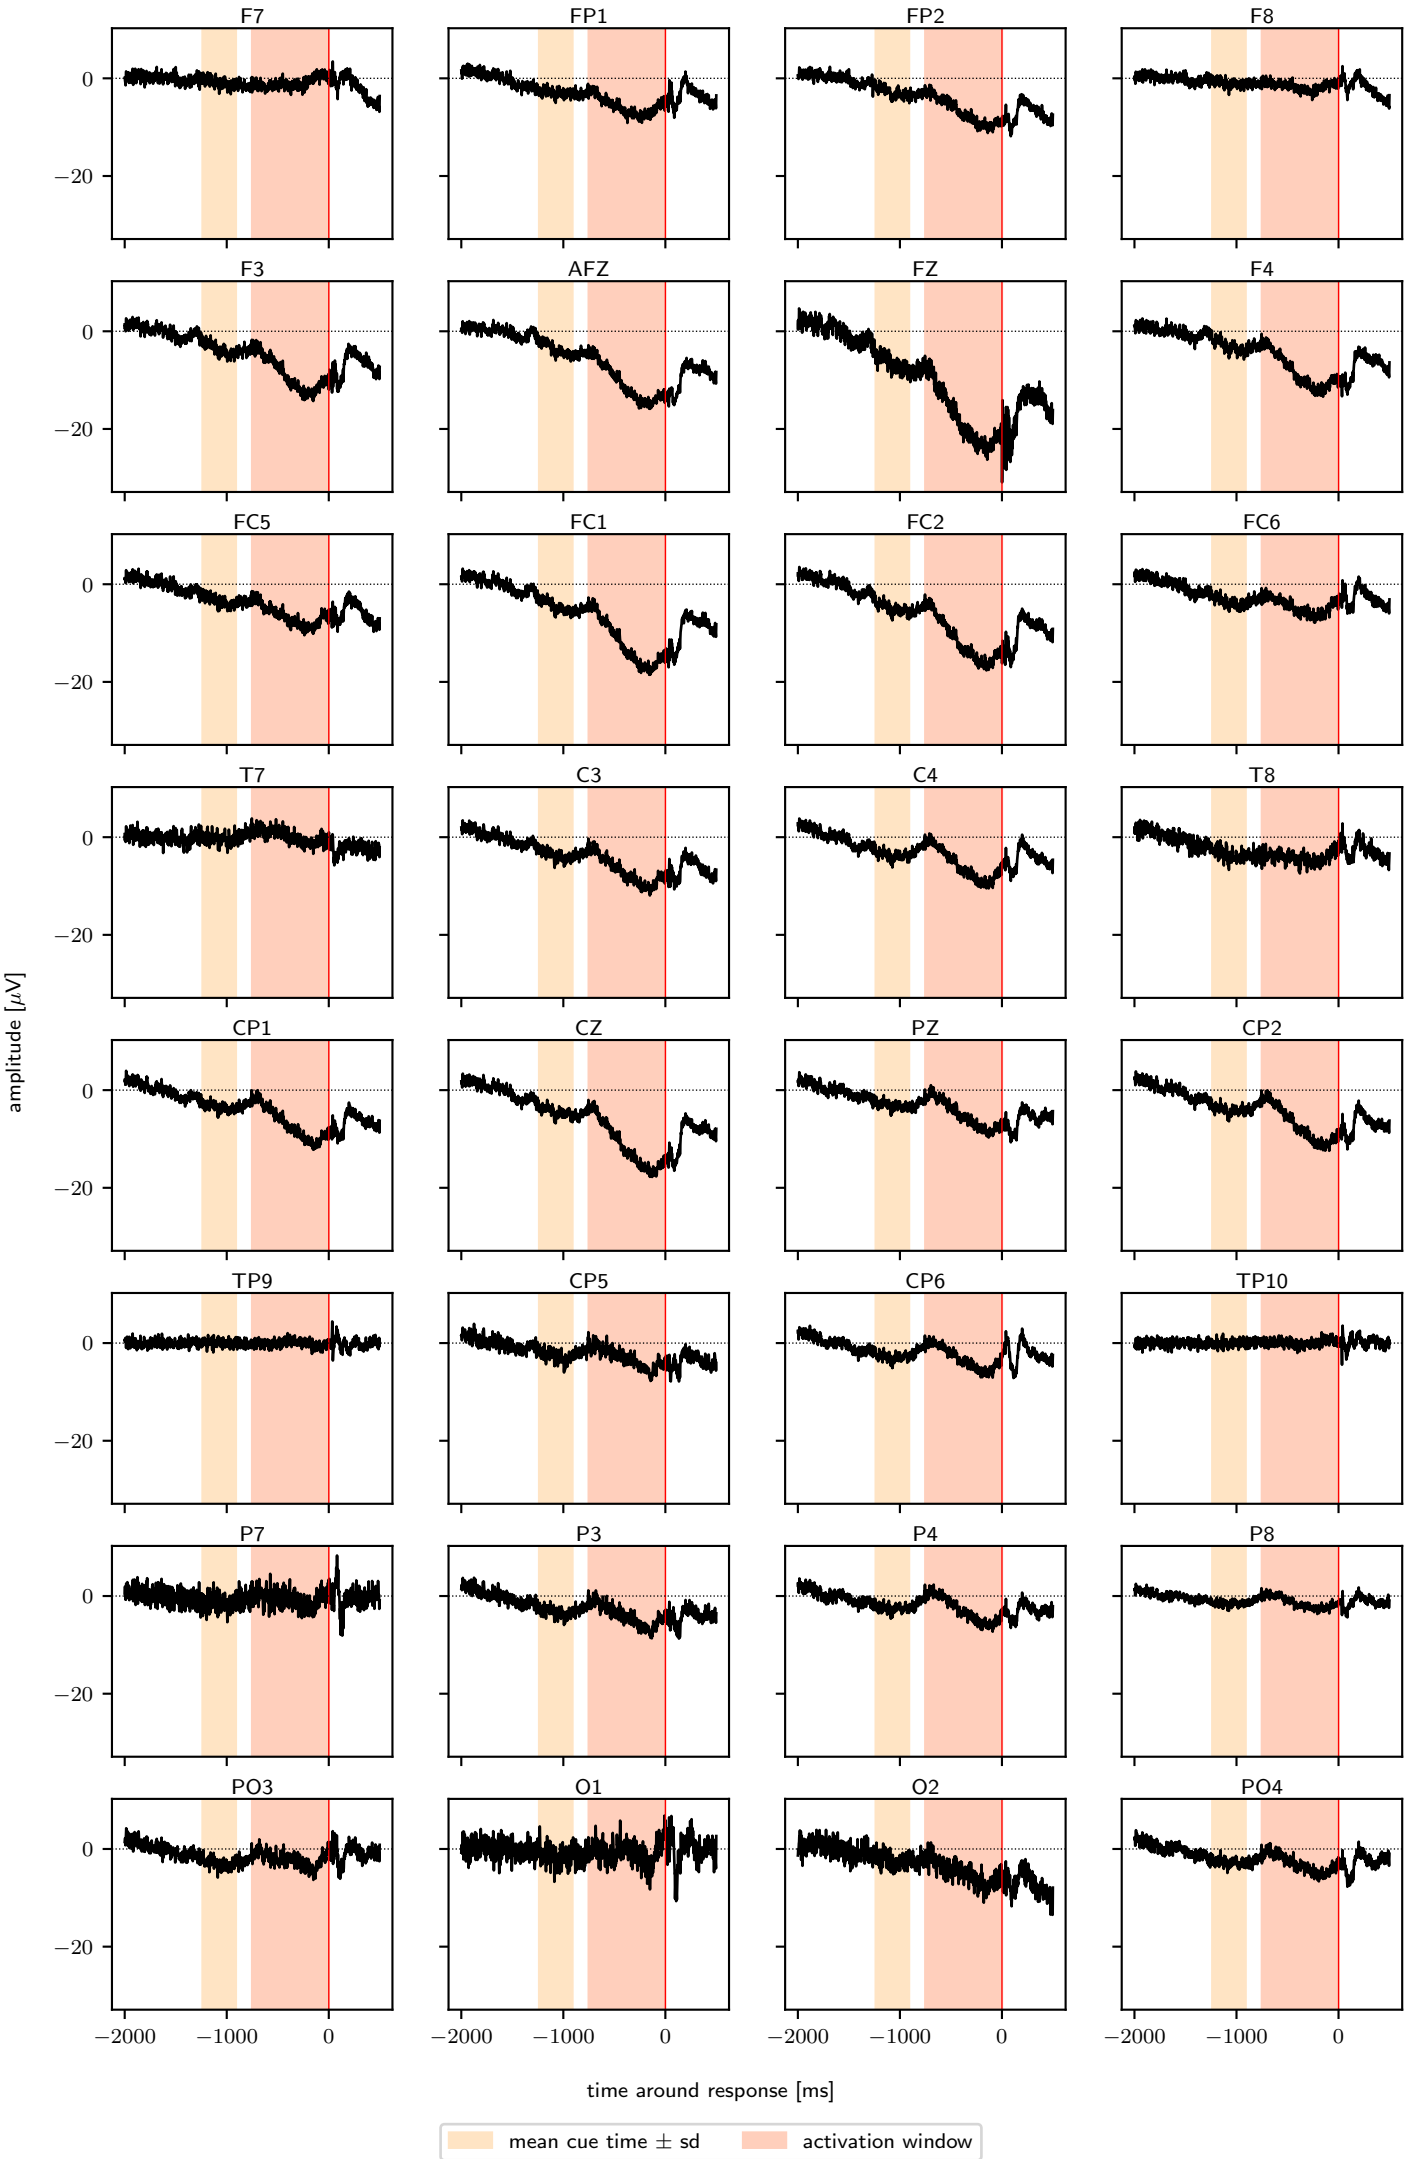 F7 FP1 FP2 F8
0
−20
F3 AFZ FZ F4
0
−20
FC5 FC1 FC2 FC6
0
−20
T7 C3 C4 T8
0
−20
amplitude [μV]
CP1 CZ PZ CP2
0
−20
TP9 CP5 CP6 TP10
0
−20
P7 P3 P4 P8
0
−20
PO3 O1 O2 PO4
0
−20
−2000 −1000 0 −2000 −1000 0 −2000 −1000 0 −2000 −1000 0
time around response [ms]
mean cue time ± sd activation window